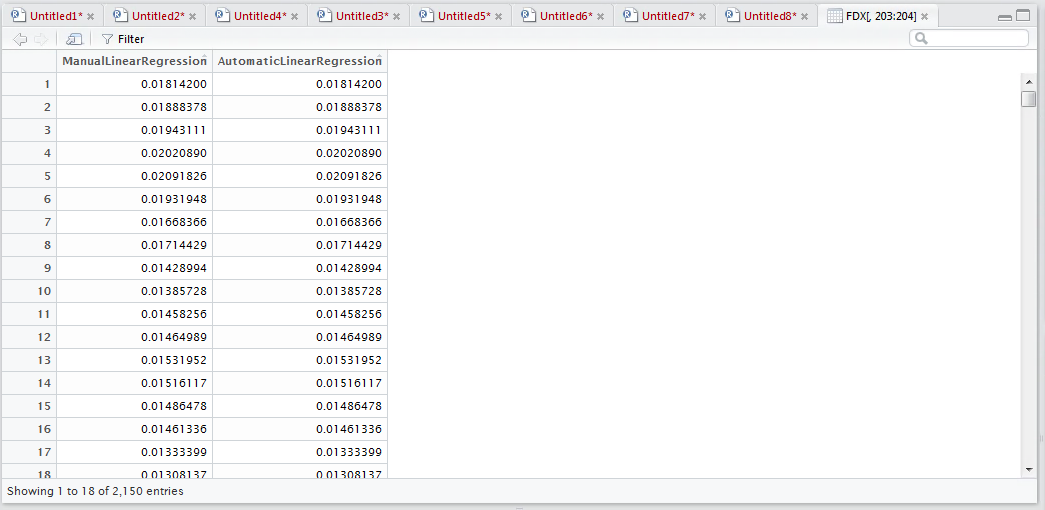 Untitled1* Untitled2* Untitled4* Untitled3* Untitled5* Untitled6* Untitled7* Untitled8* FDX[, 203:204]
Filter
ManualLinearRegression AutomaticLinearRegression
1 0.01814200 0.01814200
2 0.01888378 0.01888378
3 0.01943111 0.01943111
4 0.02020890 0.02020890
5 0.02091826 0.02091826
6 0.01931948 0.01931948
7 0.01668366 0.01668366
8 0.01714429 0.01714429
9 0.01428994 0.01428994
10 0.01385728 0.01385728
11 0.01458256 0.01458256
12 0.01464989 0.01464989
13 0.01531952 0.01531952
14 0.01516117 0.01516117
15 0.01486478 0.01486478
16 0.01461336 0.01461336
17 0.01333399 0.01333399
18 0.01308137 0.01308137
Showing 1 to 18 of 2,150 entries